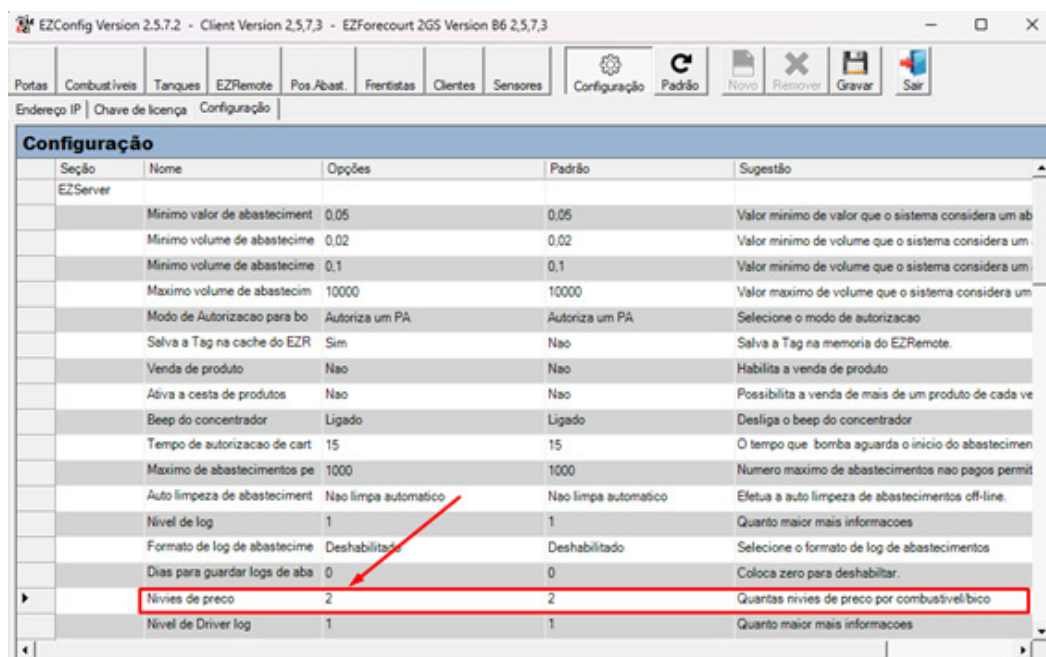 EZConfig Version 2.5.7.2 - Client Version 2,5,7,3 - EZForecourt 2GS Version B6 2,5,7,3
Portas Combustíveis Tanques EZRemote Pos.Abast. Frentistas Clientes Sensores Configuração Padrão Novo Remover Gravar Sair
Endereço IP Chave de licença Configuração
Configuração
Seção Nome Opções Padrão Sugestão
EZServer
Minimo valor de abasteciment 0,05 0,05 Valor minimo de valor que o sistema considera um ab
Minimo volume de abastecime 0,02 0,02 Valor minimo de volume que o sistema considera um
Minimo volume de abastecime 0,1 0,1 Valor minimo de volume que o sistema considera um
Maximo volume de abastecim 10000 10000 Valor maximo de volume que o sistema considera um
Modo de Autorizacao para bo Autoriza um PA Autoriza um PA Selecione o modo de autorizacao
Salva a Tag na cache do EZR Sim Nao Salva a Tag na memoria do EZRemote.
Venda de produto Nao Nao Habilita a venda de produto
Ativa a cesta de produtos Nao Nao Possibilita a venda de mais de um produto de cada ve
Beep do concentrador Ligado Ligado Desliga o beep do concentrador
Tempo de autorizacao de cart 15 15 O tempo que bomba aguarda o inicio do abastecimen
Maximo de abastecimentos pe 1000 1000 Numero maximo de abastecimentos nao pagos permit
Auto limpeza de abasteciment Nao limpa automatico Nao limpa automatico Efetua a auto limpeza de abastecimentos off-line.
Nivel de log 1 1 Quanto maior mais informacoes
Formato de log de abastecime Deshabilitado Deshabilitado Selecione o formato de log de abastecimentos
Dias para guardar logs de aba 0 0 Coloca zero para deshabiltar.
Nivies de preco 2 2 Quantas nivies de preco por combustivel/bico
Nivel de Driver log 1 1 Quanto maior mais informacoes